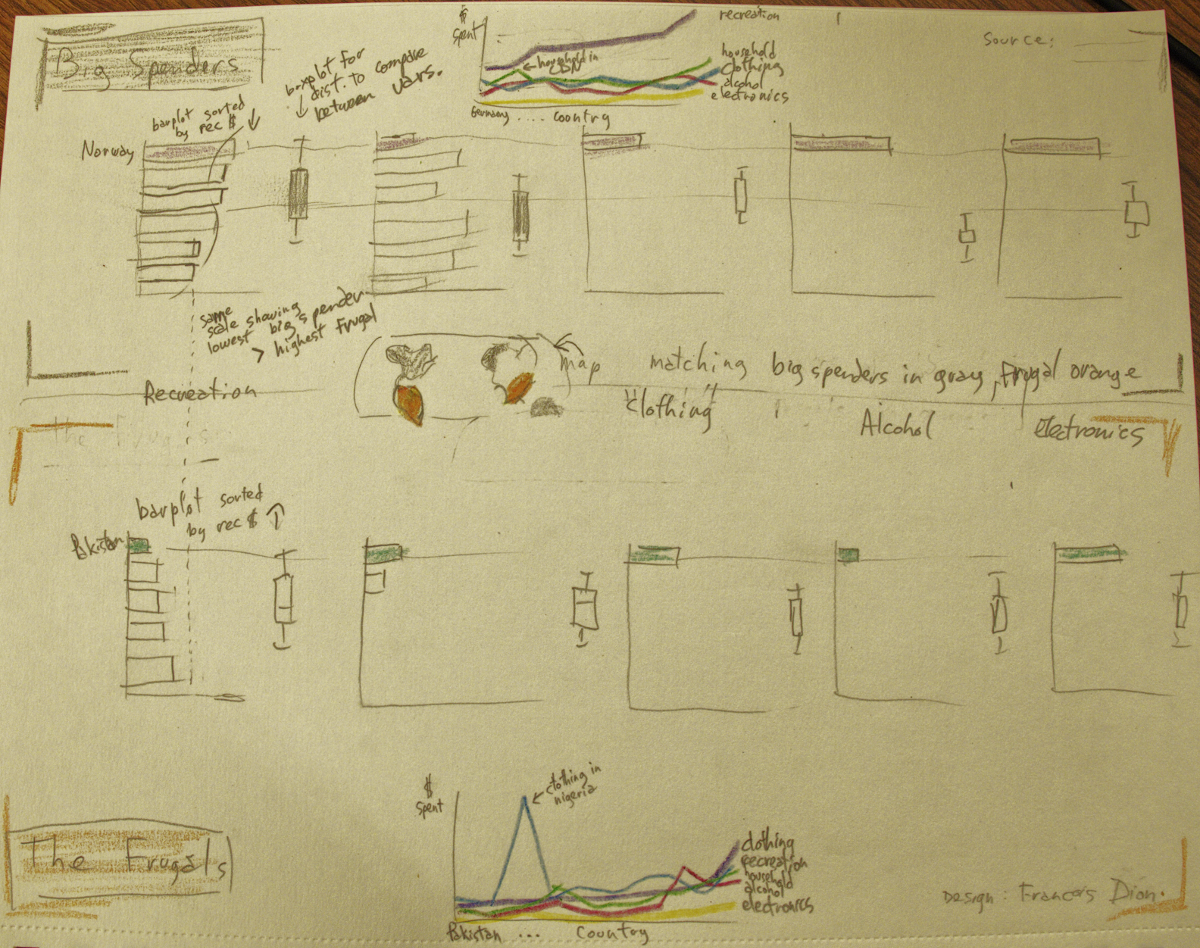 Big Spenders
barplot sorted
by rec $
boxplot for
dist. to compare
between vars.
$
spent
household in
CDN
recreation
household
clothing
alcohol
electronics
Germany .... Country
Source:
Norway
same
scale showing
lowest big spender
> highest frugal
map matching big spenders in gray, frugal orange
Recreation
"clothing"
Alcohol
electronics
The Frugals
barplot sorted
by rec $
Pakistan
$
spent
clothing in
nigeria
clothing
recreation
household
alcohol
electronics
Pakistan ... Country
The Frugals
Design: Francois Dion.